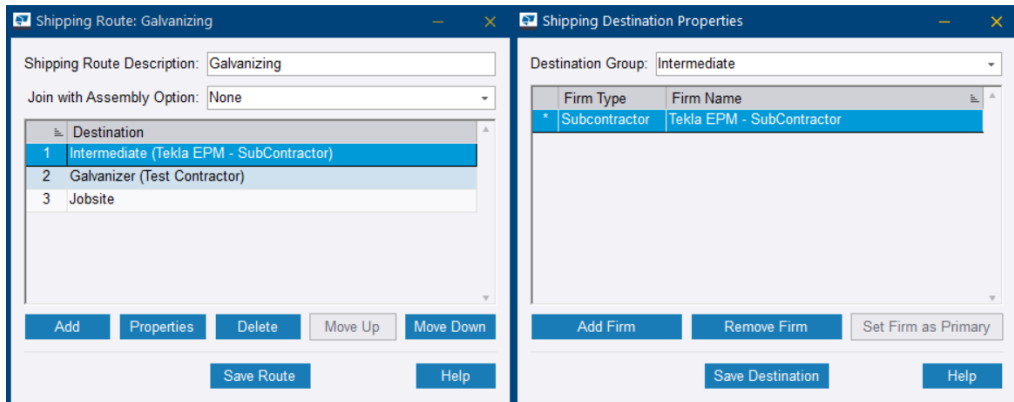 Shipping Route: Galvanizing
Shipping Route Description: Galvanizing
Join with Assembly Option: None
Destination
1 Intermediate (Tekla EPM - SubContractor)
2 Galvanizer (Test Contractor)
3 Jobsite
Add Properties Delete Move Up Move Down
Save Route Help
Shipping Destination Properties
Destination Group: Intermediate
Firm Type Firm Name
* Subcontractor Tekla EPM - SubContractor
Add Firm Remove Firm Set Firm as Primary
Save Destination Help